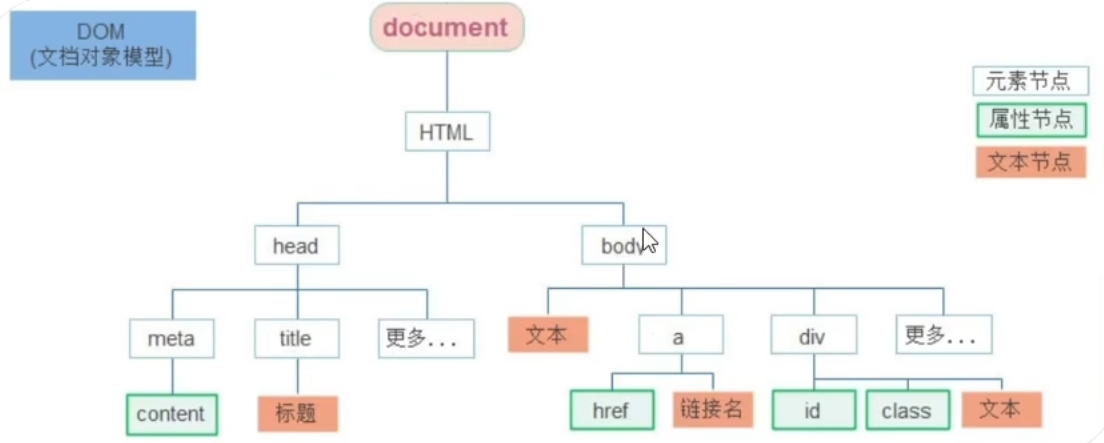 DOM
(文档对象模型)
document
元素节点
属性节点
文本节点
HTML
head
body
meta
title
更多...
文本
a
div
更多...
content
标题
href
链接名
id
class
文本